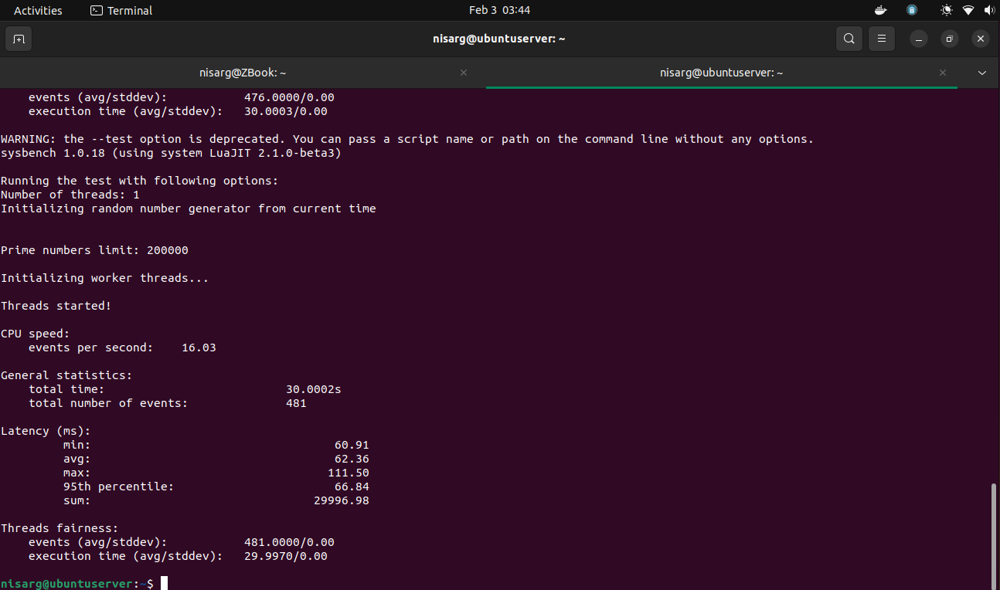 Activities Terminal Feb 3 03:44
nisarg@ubuntuserver: ~
nisarg@ZBook: ~ nisarg@ubuntuserver: ~
events (avg/stddev): 476.0000/0.00
execution time (avg/stddev): 30.0003/0.00
WARNING: the --test option is deprecated. You can pass a script name or path on the command line without any options.
sysbench 1.0.18 (using system LuaJIT 2.1.0-beta3)
Running the test with following options:
Number of threads: 1
Initializing random number generator from current time
Prime numbers limit: 200000
Initializing worker threads...
Threads started!
CPU speed:
events per second: 16.03
General statistics:
total time: 30.0002s
total number of events: 481
Latency (ms):
min: 60.91
avg: 62.36
max: 111.50
95th percentile: 66.84
sum: 29996.98
Threads fairness:
events (avg/stddev): 481.0000/0.00
execution time (avg/stddev): 29.9970/0.00
nisarg@ubuntuserver:~$